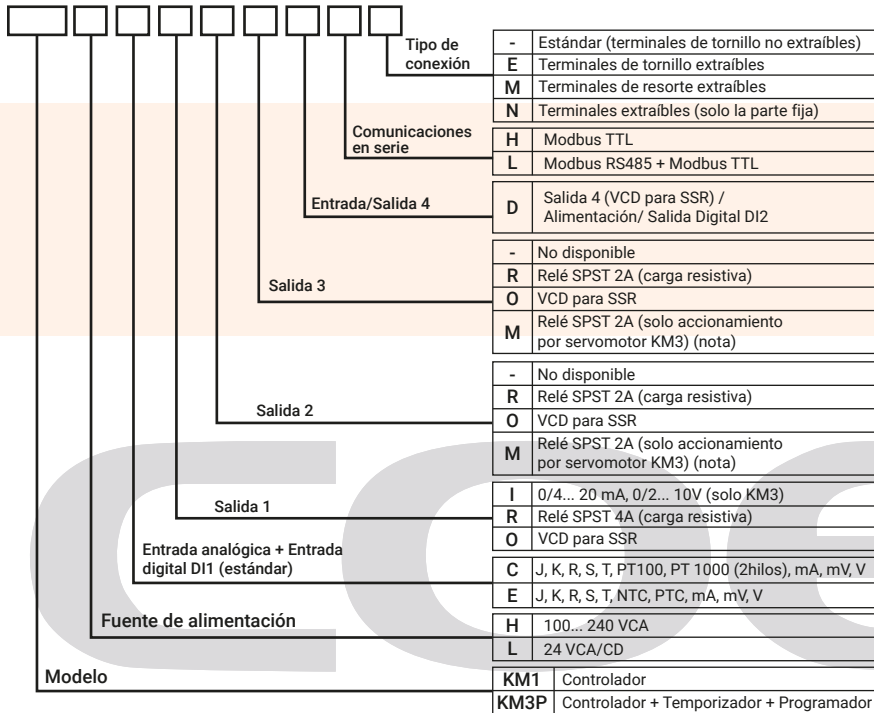 Tipo de
conexión
- Estándar (terminales de tornillo no extraíbles)
E Terminales de tornillo extraíbles
M Terminales de resorte extraíbles
N Terminales extraíbles (solo la parte fija)
Comunicaciones
en serie
H Modbus TTL
L Modbus RS485 + Modbus TTL
Entrada/Salida 4
D Salida 4 (VCD para SSR) /
Alimentación/ Salida Digital DI2
Salida 3
- No disponible
R Relé SPST 2A (carga resistiva)
O VCD para SSR
M Relé SPST 2A (solo accionamiento
por servomotor KM3) (nota)
Salida 2
- No disponible
R Relé SPST 2A (carga resistiva)
O VCD para SSR
M Relé SPST 2A (solo accionamiento
por servomotor KM3) (nota)
Salida 1
I 0/4... 20 mA, 0/2... 10V (solo KM3)
R Relé SPST 4A (carga resistiva)
O VCD para SSR
Entrada analógica + Entrada
digital DI1 (estándar)
C J, K, R, S, T, PT100, PT 1000 (2hilos), mA, mV, V
E J, K, R, S, T, NTC, PTC, mA, mV, V
Fuente de alimentación
H 100... 240 VCA
L 24 VCA/CD
Modelo
KM1 Controlador
KM3P Controlador + Temporizador + Programador